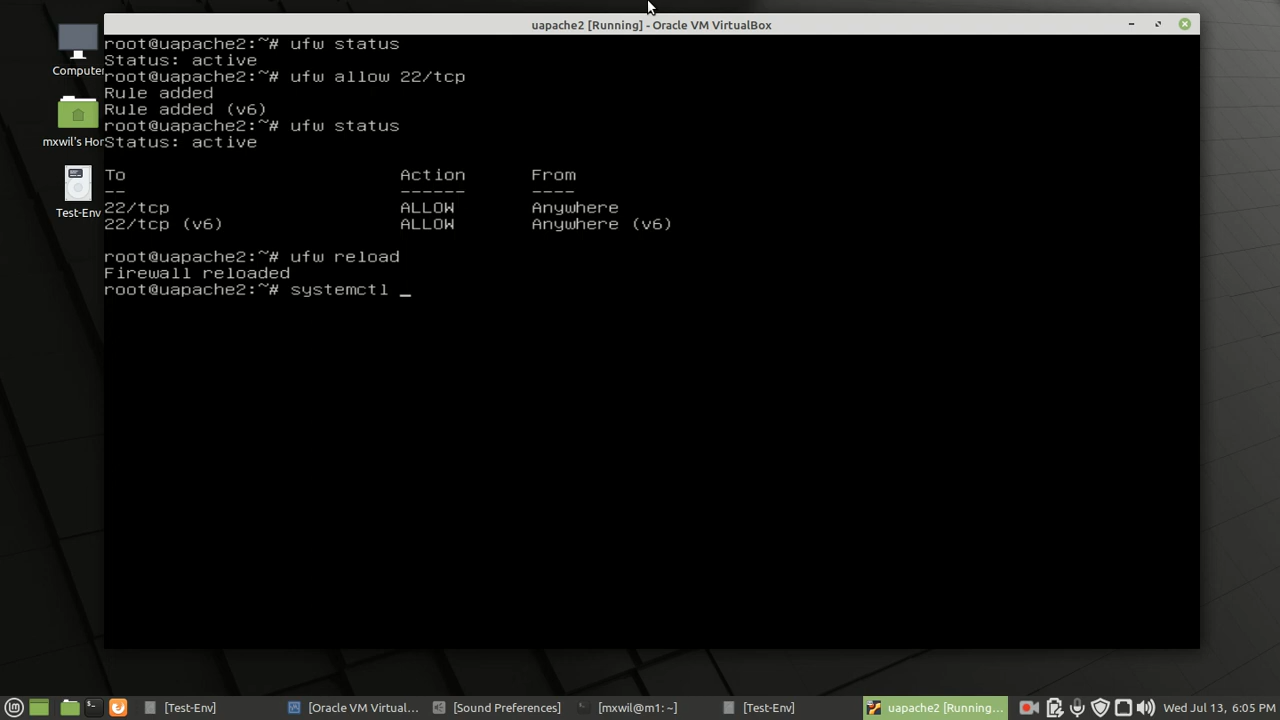 uapache2 [Running] - Oracle VM VirtualBox
Computer
mxwil's Hor
Test-Env
root@uapache2:~# ufw status
Status: active
root@uapache2:~# ufw allow 22/tcp
Rule added
Rule added (v6)
root@uapache2:~# ufw status
Status: active
To Action From
-- ------ ----
22/tcp ALLOW Anywhere
22/tcp (v6) ALLOW Anywhere (v6)
root@uapache2:~# ufw reload
Firewall reloaded
root@uapache2:~# systemctl _
[Test-Env] [Oracle VM Virtual... [Sound Preferences] [mxwil@m1: ~] [Test-Env] uapache2 [Running... Wed Jul 13, 6:05 PM